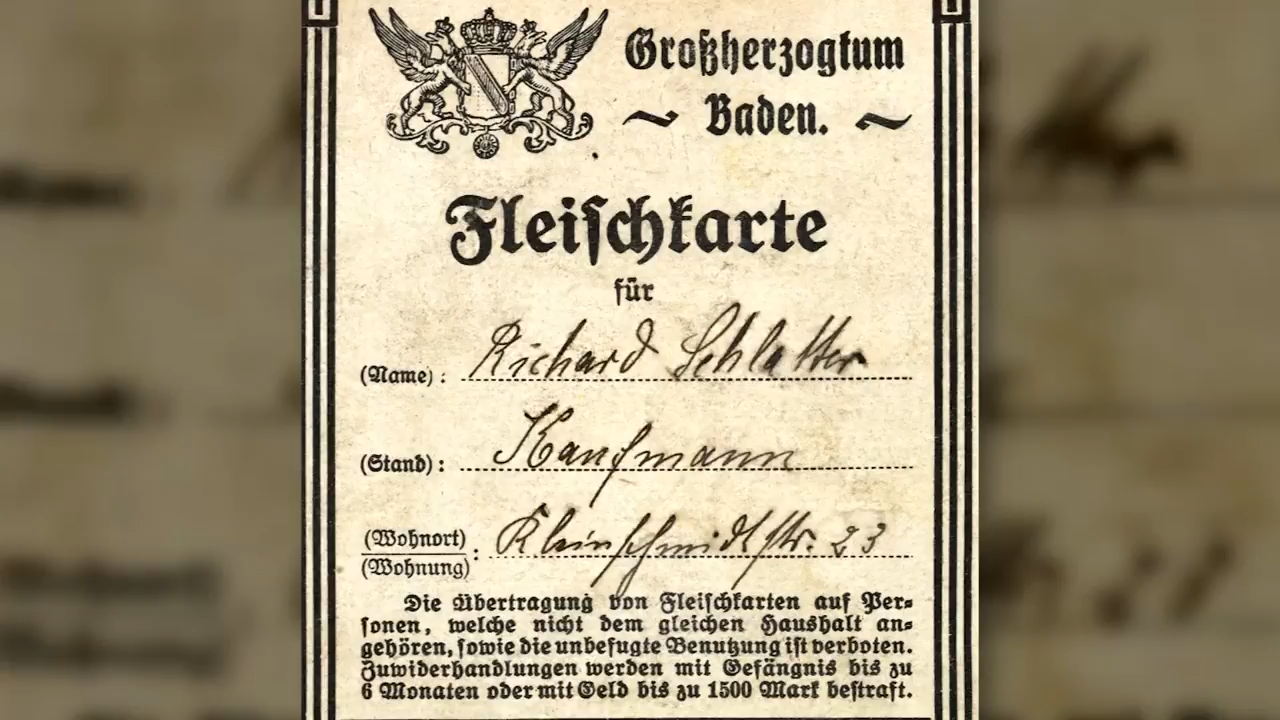 Großherzogtum
~ Baden. ~
Fleischkarte
für
(Name): Richard Schlatter
(Stand): Kaufmann
(Wohnort)
(Wohnung) : Kleinschmidtstr. 23
Die Übertragung von Fleischkarten auf Per=
sonen, welche nicht dem gleichen Haushalt an=
gehören, sowie die unbefugte Benutzung ist verboten.
Zuwiderhandlungen werden mit Gefängnis bis zu
6 Monaten oder mit Geld bis zu 1500 Mark bestraft.